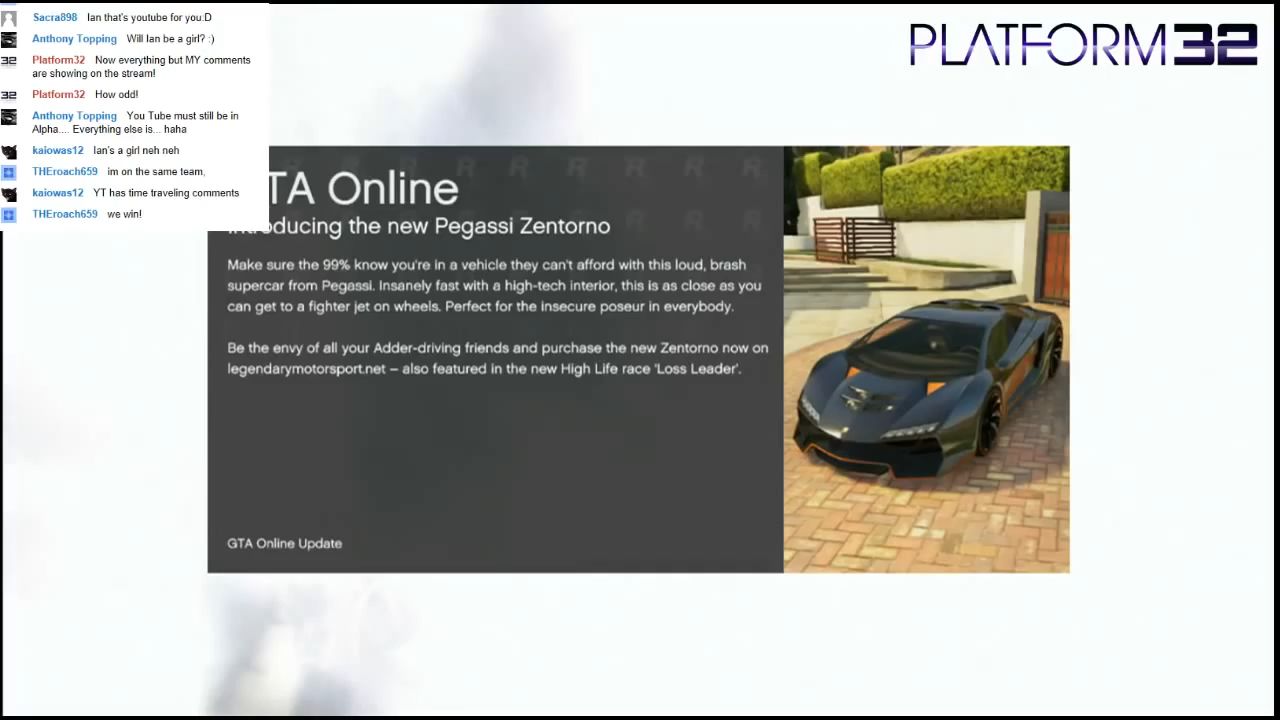 Sacra898 Ian that's youtube for you:D
Anthony Topping Will Ian be a girl? :)
Platform32 Now everything but MY comments
are showing on the stream!
Platform32 How odd!
Anthony Topping You Tube must still be in
Alpha.... Everything else is... haha
kaiowas12 Ian's a girl neh neh
THEroach659 im on the same team,
kaiowas12 YT has time traveling comments
THEroach659 we win!
PLATFORM32
TA Online
Introducing the new Pegassi Zentorno
Make sure the 99% know you're in a vehicle they can't afford with this loud, brash
supercar from Pegassi. Insanely fast with a high-tech interior, this is as close as you
can get to a fighter jet on wheels. Perfect for the insecure poseur in everybody.
Be the envy of all your Adder-driving friends and purchase the new Zentorno now on
legendarymotorsport.net – also featured in the new High Life race 'Loss Leader'.
GTA Online Update